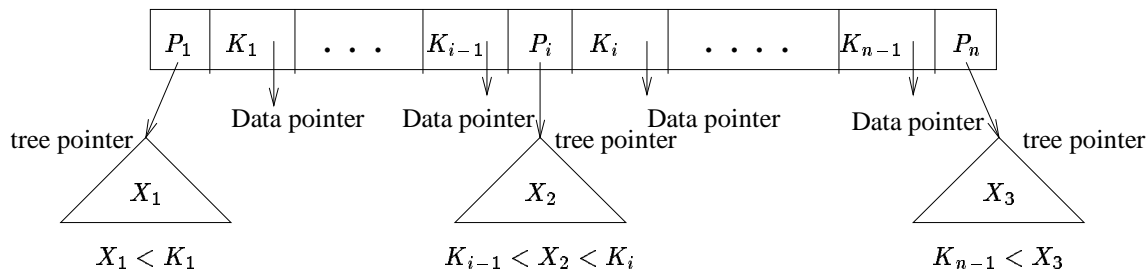 P₁ K₁ . . . Kᵢ₋₁ Pᵢ Kᵢ . . . . Kₙ₋₁ Pₙ
Data pointer Data pointer Data pointer Data pointer
tree pointer tree pointer tree pointer
X₁ X₂ X₃
X₁ < K₁ Kᵢ₋₁ < X₂ < Kᵢ Kₙ₋₁ < X₃